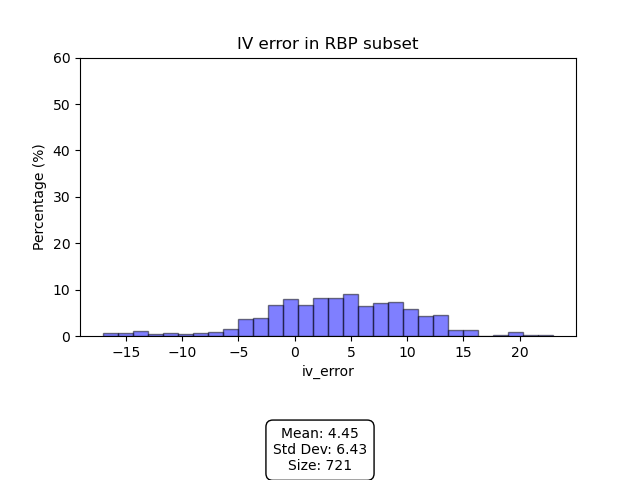 IV error in RBP subset
60
50
40
30
20
10
0
Percentage (%)
−15
−10
−5
0
5
10
15
20
iv_error
Mean: 4.45
Std Dev: 6.43
Size: 721